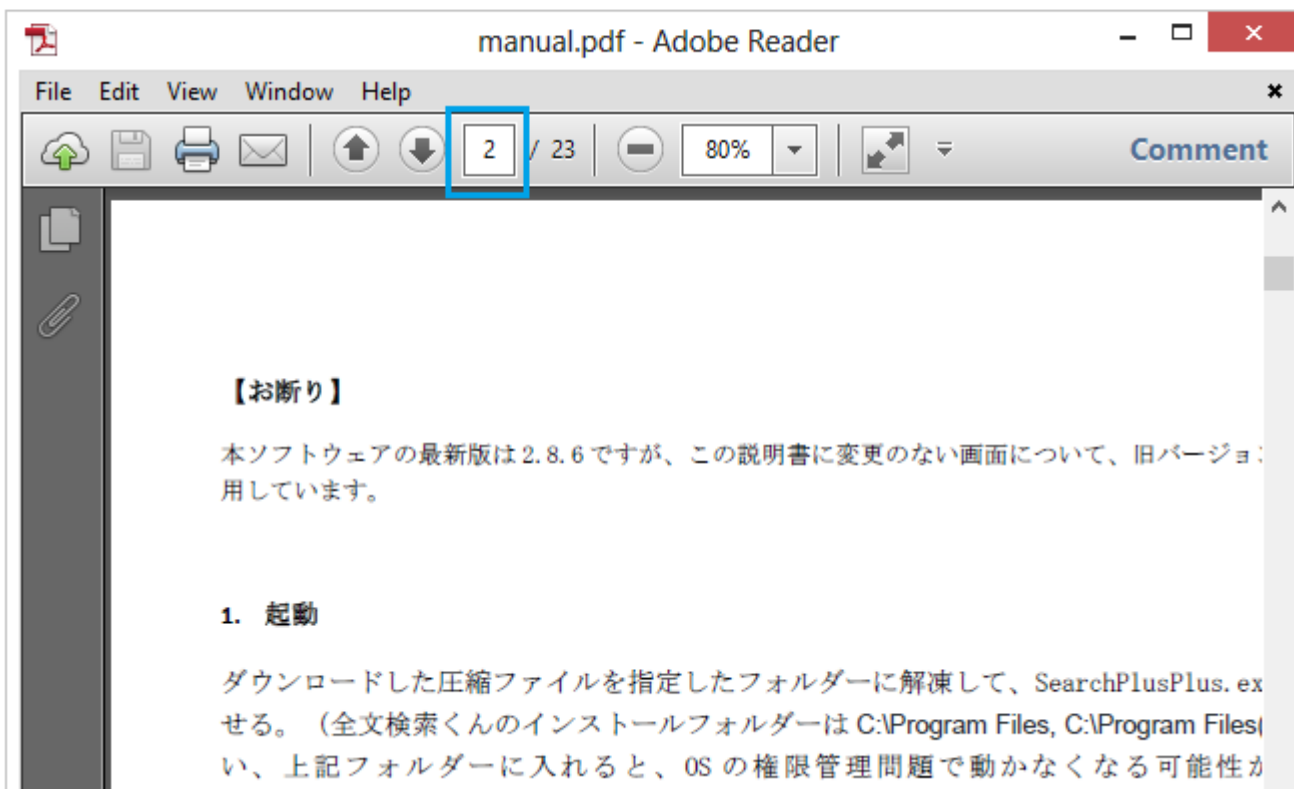 manual.pdf - Adobe Reader
File Edit View Window Help
2 / 23 80% Comment
【お断り】
本ソフトウェアの最新版は2.8.6ですが、この説明書に変更のない画面について、旧バージョ
用しています。
1. 起動
ダウンロードした圧縮ファイルを指定したフォルダーに解凍して、SearchPlusPlus.ex
せる。（全文検索くんのインストールフォルダーは C:\Program Files, C:\Program Files(
い、上記フォルダーに入れると、OS の権限管理問題で動かなくなる可能性が